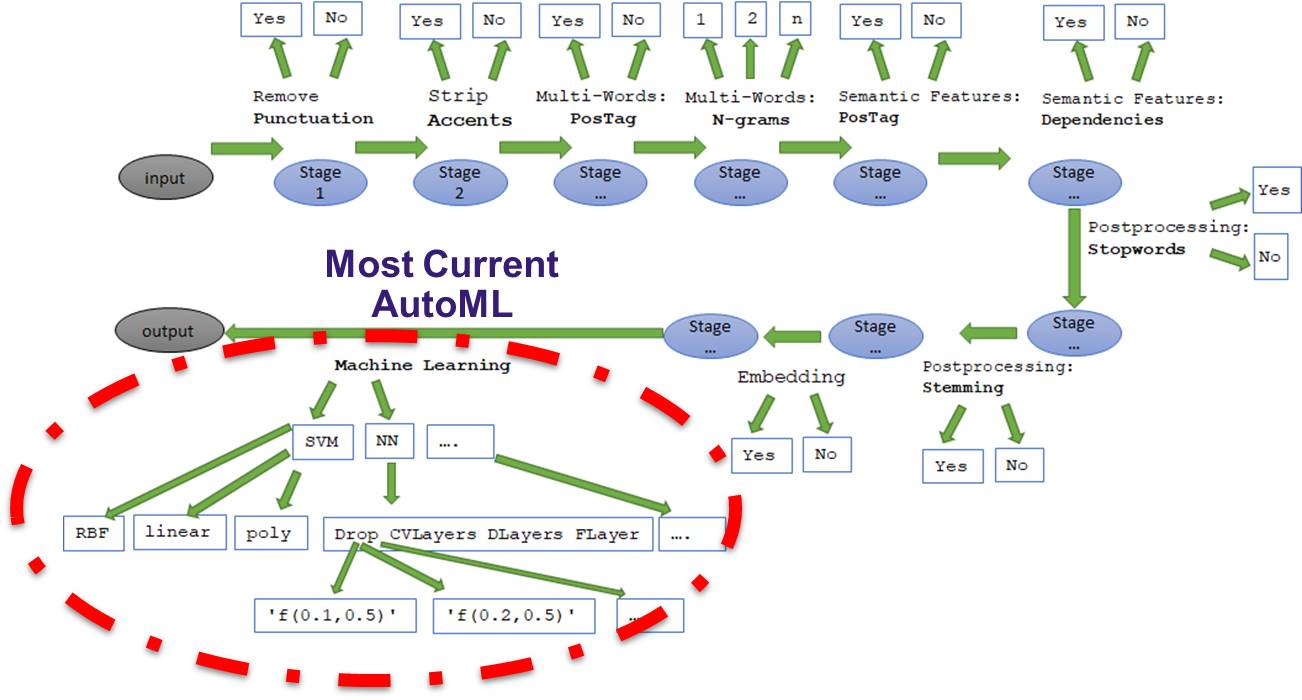 Yes No Yes No Yes No 1 2 n Yes No Yes No
Remove
Punctuation
Strip
Accents
Multi-Words:
PosTag
Multi-Words:
N-grams
Semantic Features:
PosTag
Semantic Features:
Dependencies
input
Stage
1
Stage
2
Stage
…
Stage
…
Stage
…
Stage
…
Yes
Postprocessing:
Stopwords
No
Most Current
AutoML
output
Stage
…
Stage
…
Stage
…
Machine Learning
Embedding
Postprocessing:
Stemming
SVM NN ….
Yes No
Yes No
RBF linear poly Drop CVLayers DLayers FLayer ….
'f(0.1,0.5)' 'f(0.2,0.5)' ….